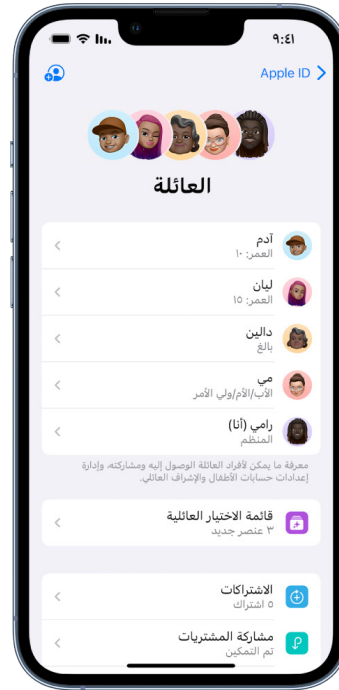 ٩:٤١
Apple ID
العائلة
آدم
العمر: ١٠
ليان
العمر: ١٥
دالين
بالغ
مي
الأب/الأم/ولي الأمر
رامي (أنا)
المنظم
معرفة ما يمكن لأفراد العائلة الوصول إليه ومشاركته، وإدارة
إعدادات حسابات الأطفال والإشراف العائلي.
قائمة الاختيار العائلية
٣ عنصر جديد
الاشتراكات
٥ اشتراك
مشاركة المشتريات
تم التمكين